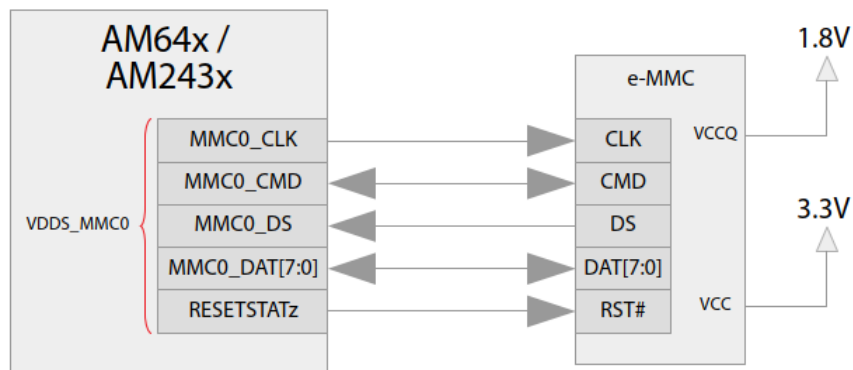 AM64x /
AM243x
VDDS_MMC0
MMC0_CLK
MMC0_CMD
MMC0_DS
MMC0_DAT[7:0]
RESETSTATz
e-MMC
CLK
CMD
DS
DAT[7:0]
RST#
VCCQ
VCC
1.8V
3.3V